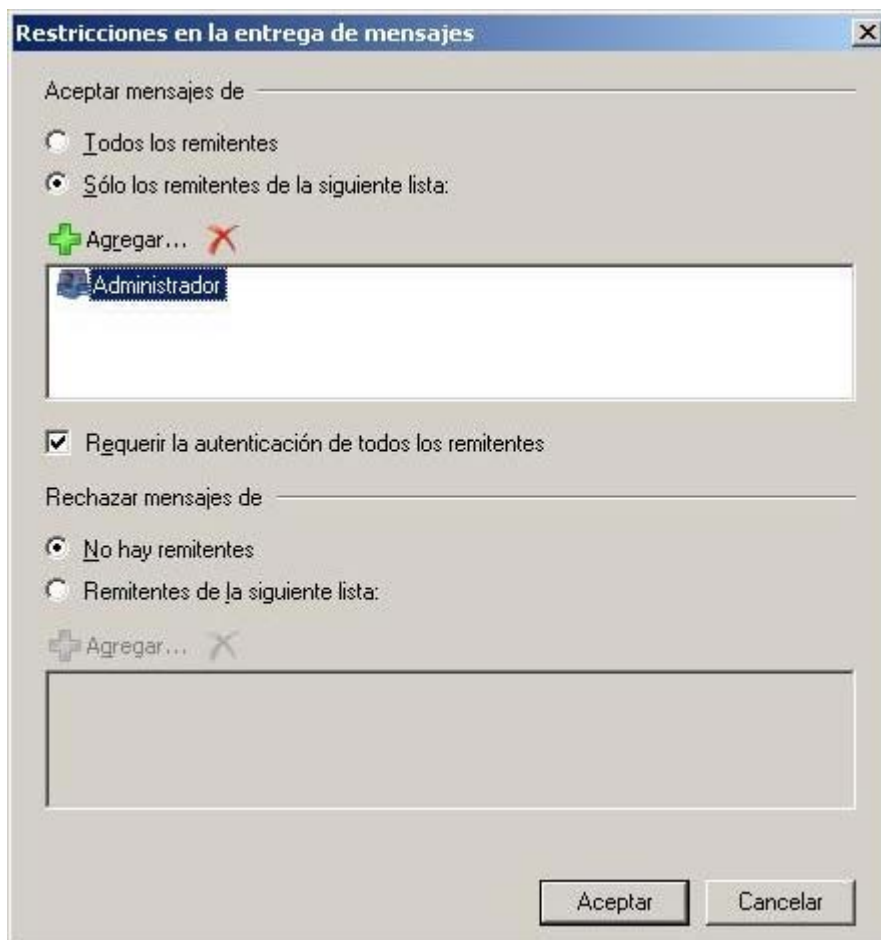 Restricciones en la entrega de mensajes
Aceptar mensajes de
Todos los remitentes
Sólo los remitentes de la siguiente lista:
Agregar...
Administrador
Requerir la autenticación de todos los remitentes
Rechazar mensajes de
No hay remitentes
Remitentes de la siguiente lista:
Agregar...
Aceptar Cancelar